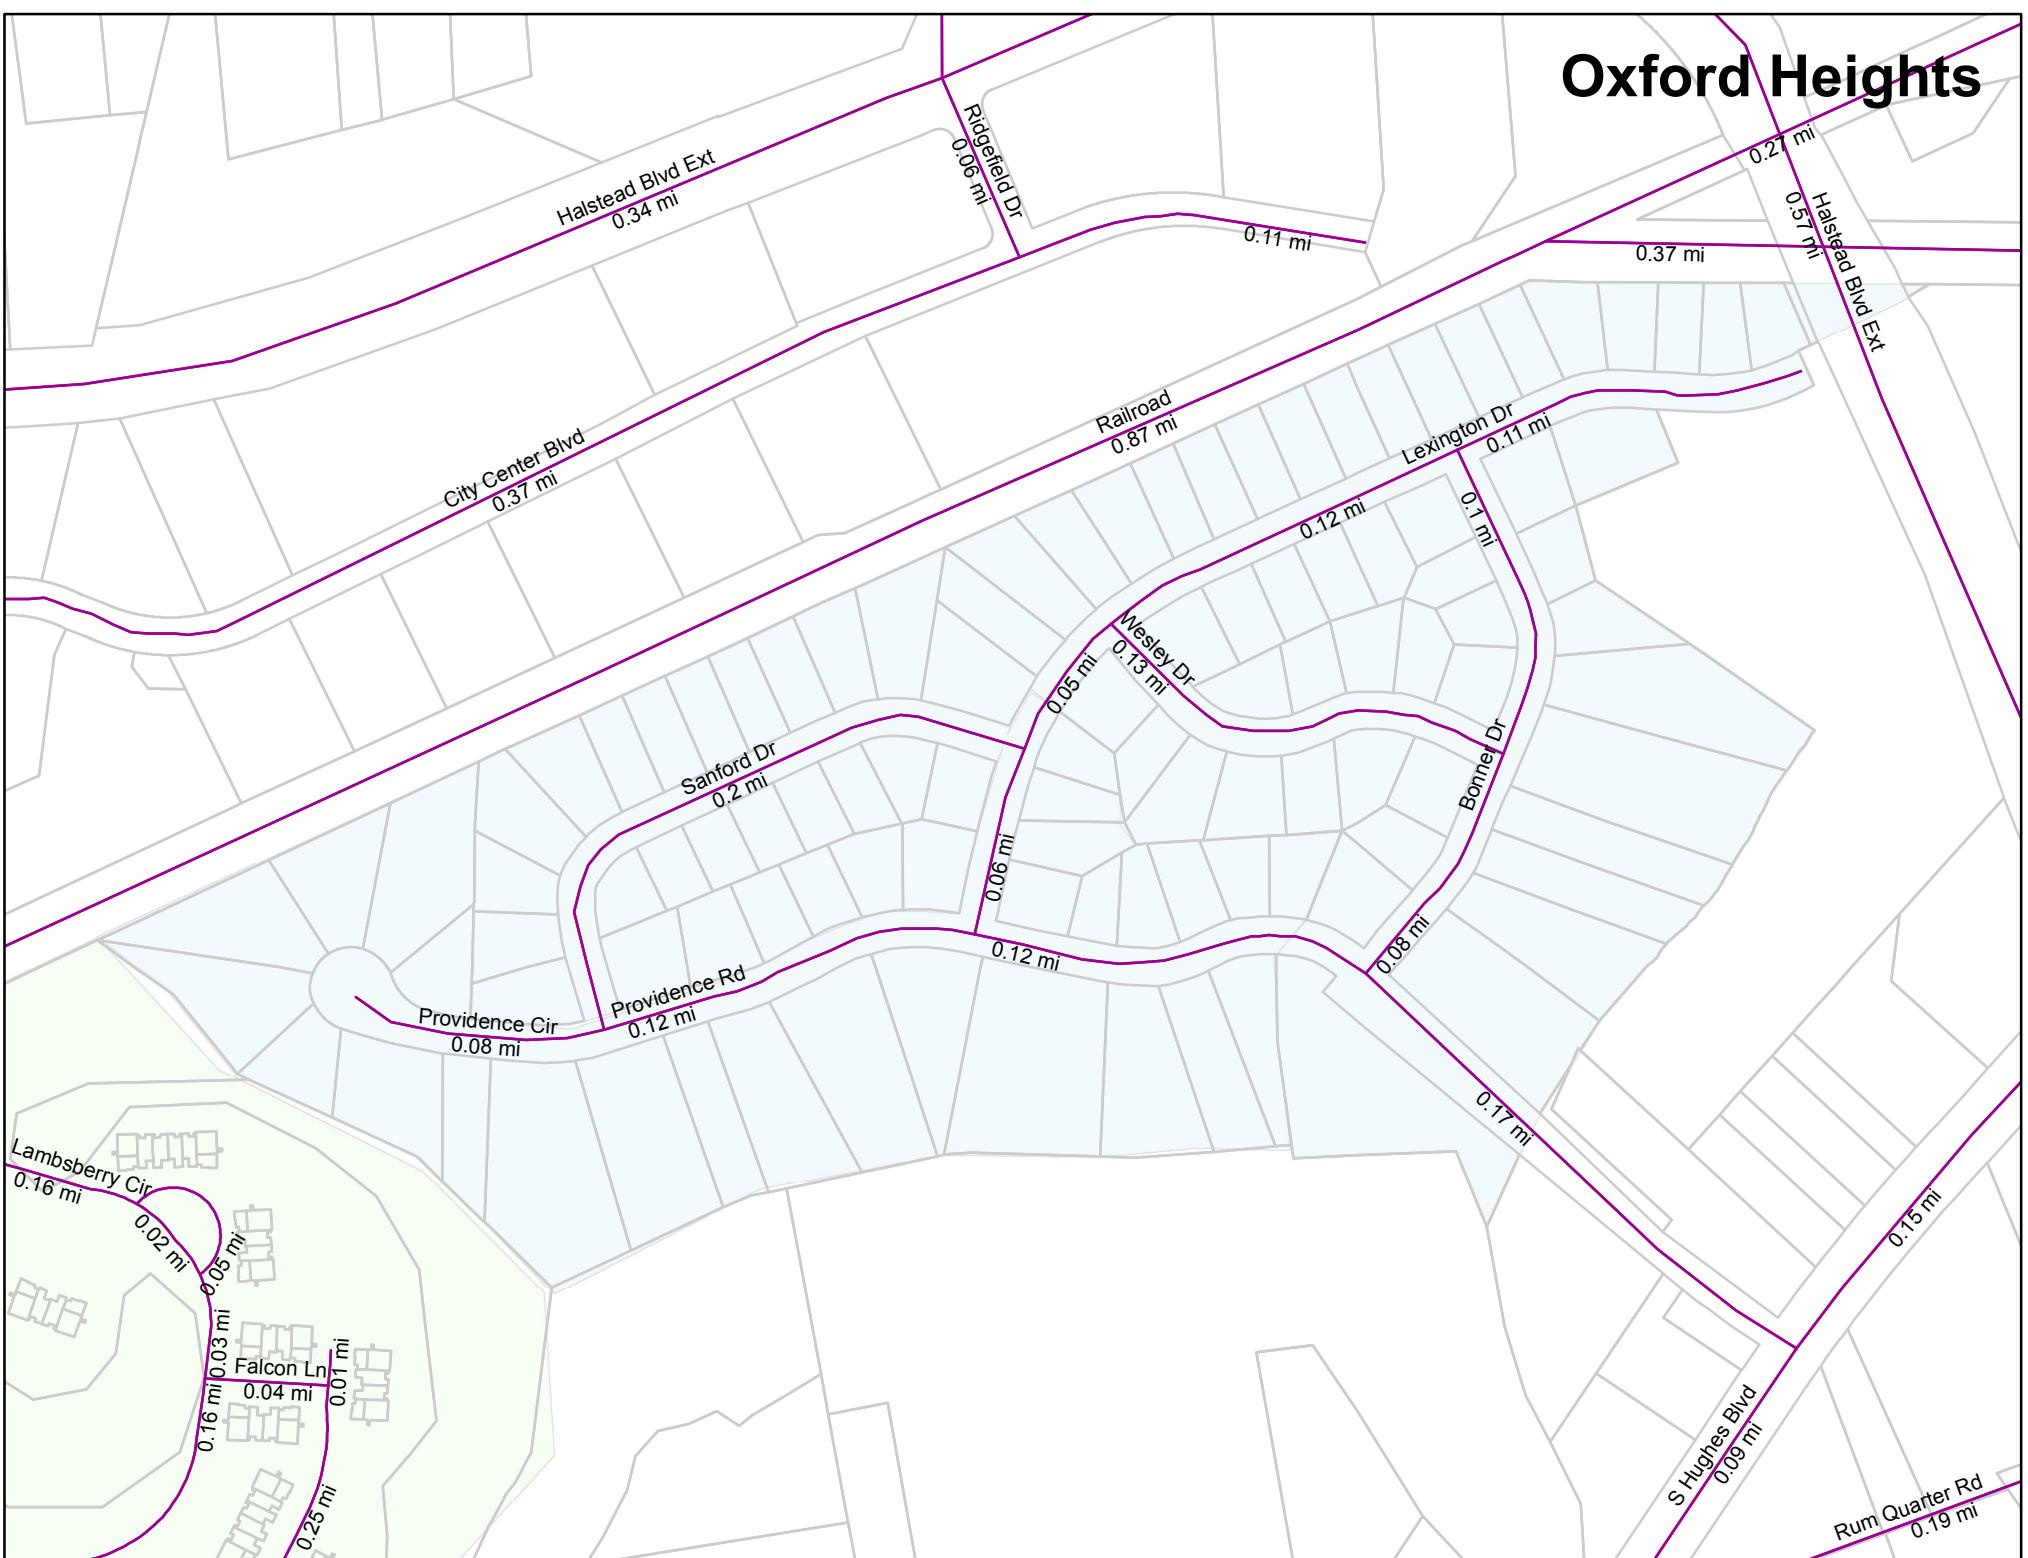 Oxford Heights
Ridgefield Dr
0.06 mi
0.27 mi
Halstead Blvd Ext
0.34 mi
Halstead Blvd Ext
0.57 mi
0.11 mi
0.37 mi
Railroad
0.87 mi
Lexington Dr
0.11 mi
City Center Blvd
0.37 mi
0.12 mi
0.1 mi
Wesley Dr
0.13 mi
0.05 mi
Sanford Dr
0.2 mi
Bonner Dr
0.06 mi
0.08 mi
0.12 mi
Providence Rd
0.12 mi
Providence Cir
0.08 mi
0.17 mi
Lambsberry Cir
0.16 mi
0.02 mi
0.05 mi
0.15 mi
0.03 mi
0.01 mi
Falcon Ln
0.04 mi
0.16 mi
S Hughes Blvd
0.09 mi
0.25 mi
Rum Quarter Rd
0.19 mi